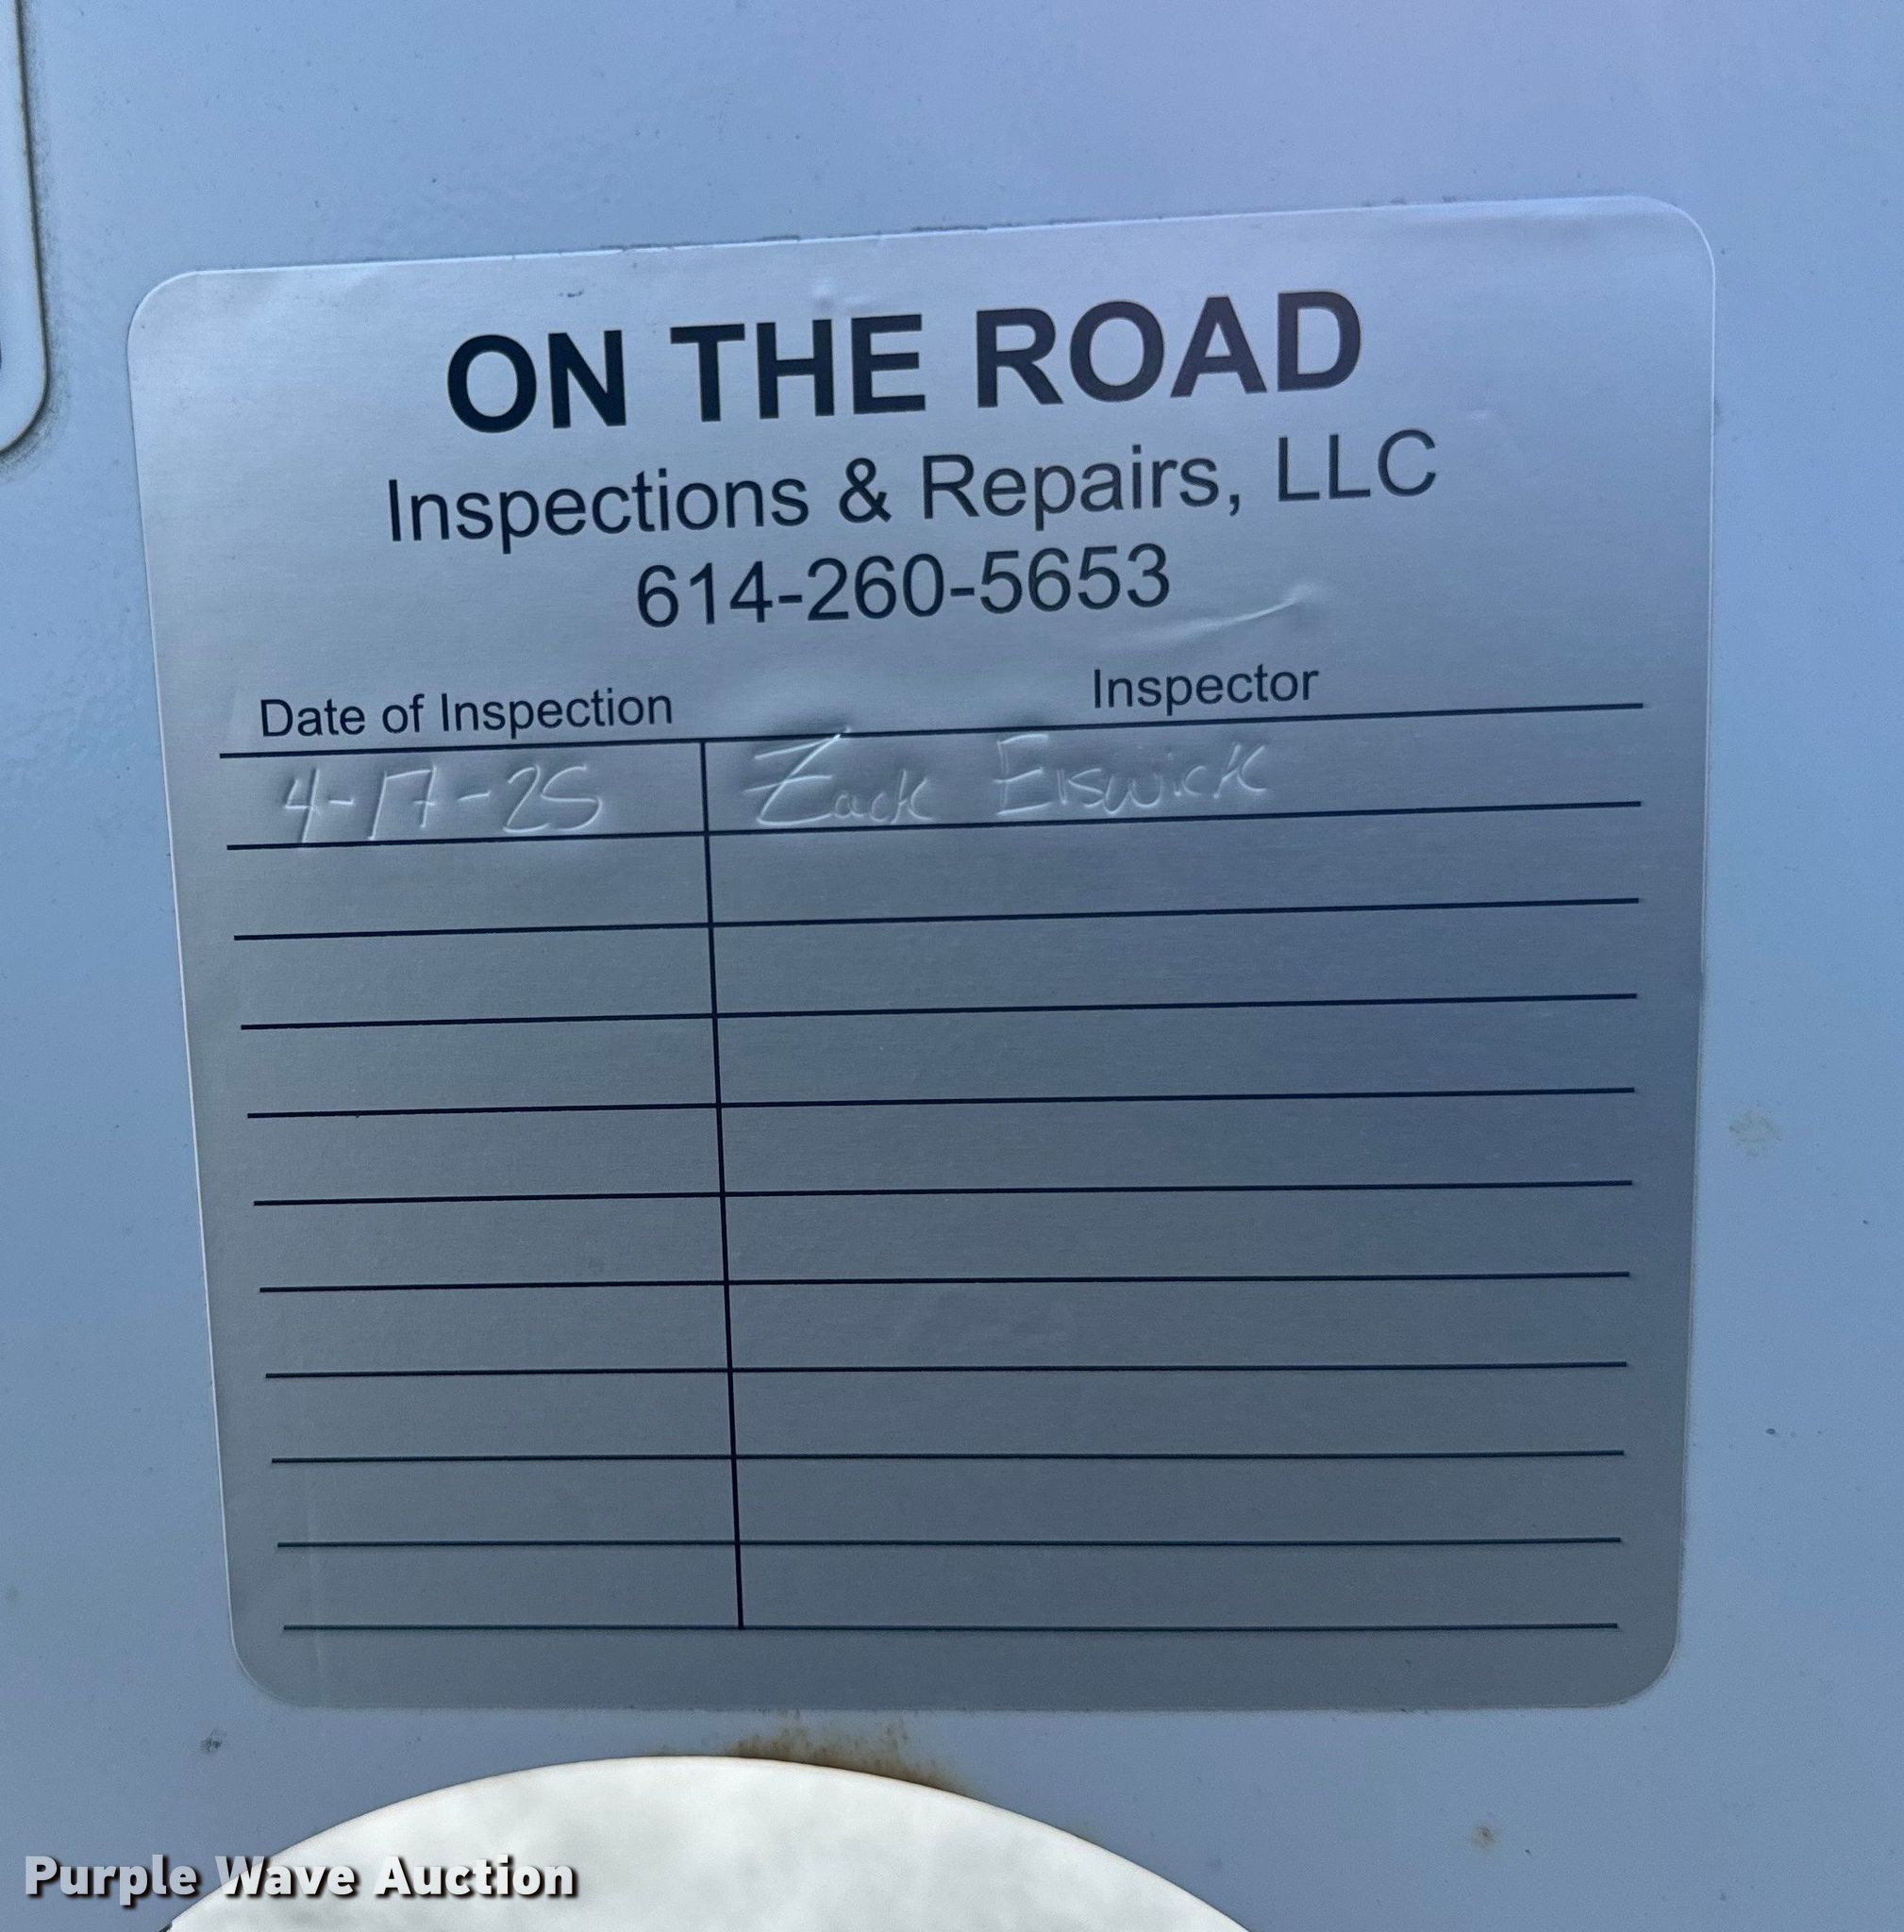 ON THE ROAD
Inspections & Repairs, LLC
614-260-5653
Date of Inspection Inspector
4-17-25 Zack Eiswick
Purple Wave Auction